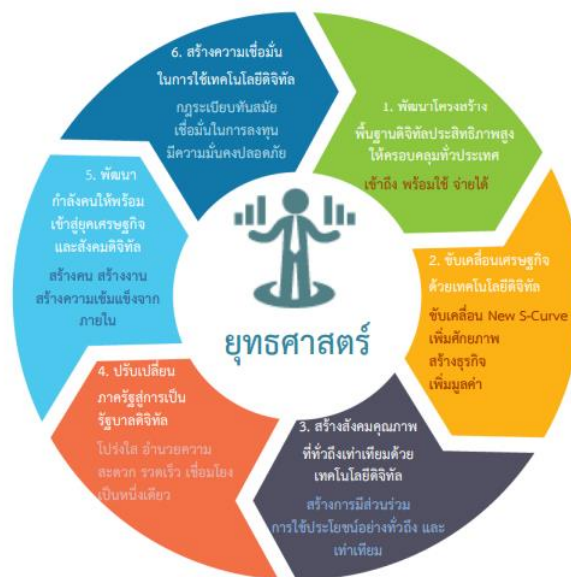 1. พัฒนาโครงสร้าง
พื้นฐานดิจิทัลประสิทธิภาพสูง
ให้ครอบคลุมทั่วประเทศ
เข้าถึง พร้อมใช้ จ่ายได้
2. ขับเคลื่อนเศรษฐกิจ
ด้วยเทคโนโลยีดิจิทัล
ขับเคลื่อน New S-Curve
เพิ่มศักยภาพ
สร้างธุรกิจ
เพิ่มมูลค่า
3. สร้างสังคมคุณภาพ
ที่ทั่วถึงเท่าเทียมด้วย
เทคโนโลยีดิจิทัล
สร้างการมีส่วนร่วม
การใช้ประโยชน์อย่างทั่วถึง และ
เท่าเทียม
4. ปรับเปลี่ยน
ภาครัฐสู่การเป็น
รัฐบาลดิจิทัล
โปร่งใส อำนวยความ
สะดวก รวดเร็ว เชื่อมโยง
เป็นหนึ่งเดียว
5. พัฒนา
กำลังคนให้พร้อม
เข้าสู่ยุคเศรษฐกิจ
และสังคมดิจิทัล
สร้างคน สร้างงาน
สร้างความเข้มแข็งจาก
ภายใน
6. สร้างความเชื่อมั่น
ในการใช้เทคโนโลยีดิจิทัล
กฎระเบียบทันสมัย
เชื่อมั่นในการลงทุน
มีความมั่นคงปลอดภัย
ยุทธศาสตร์